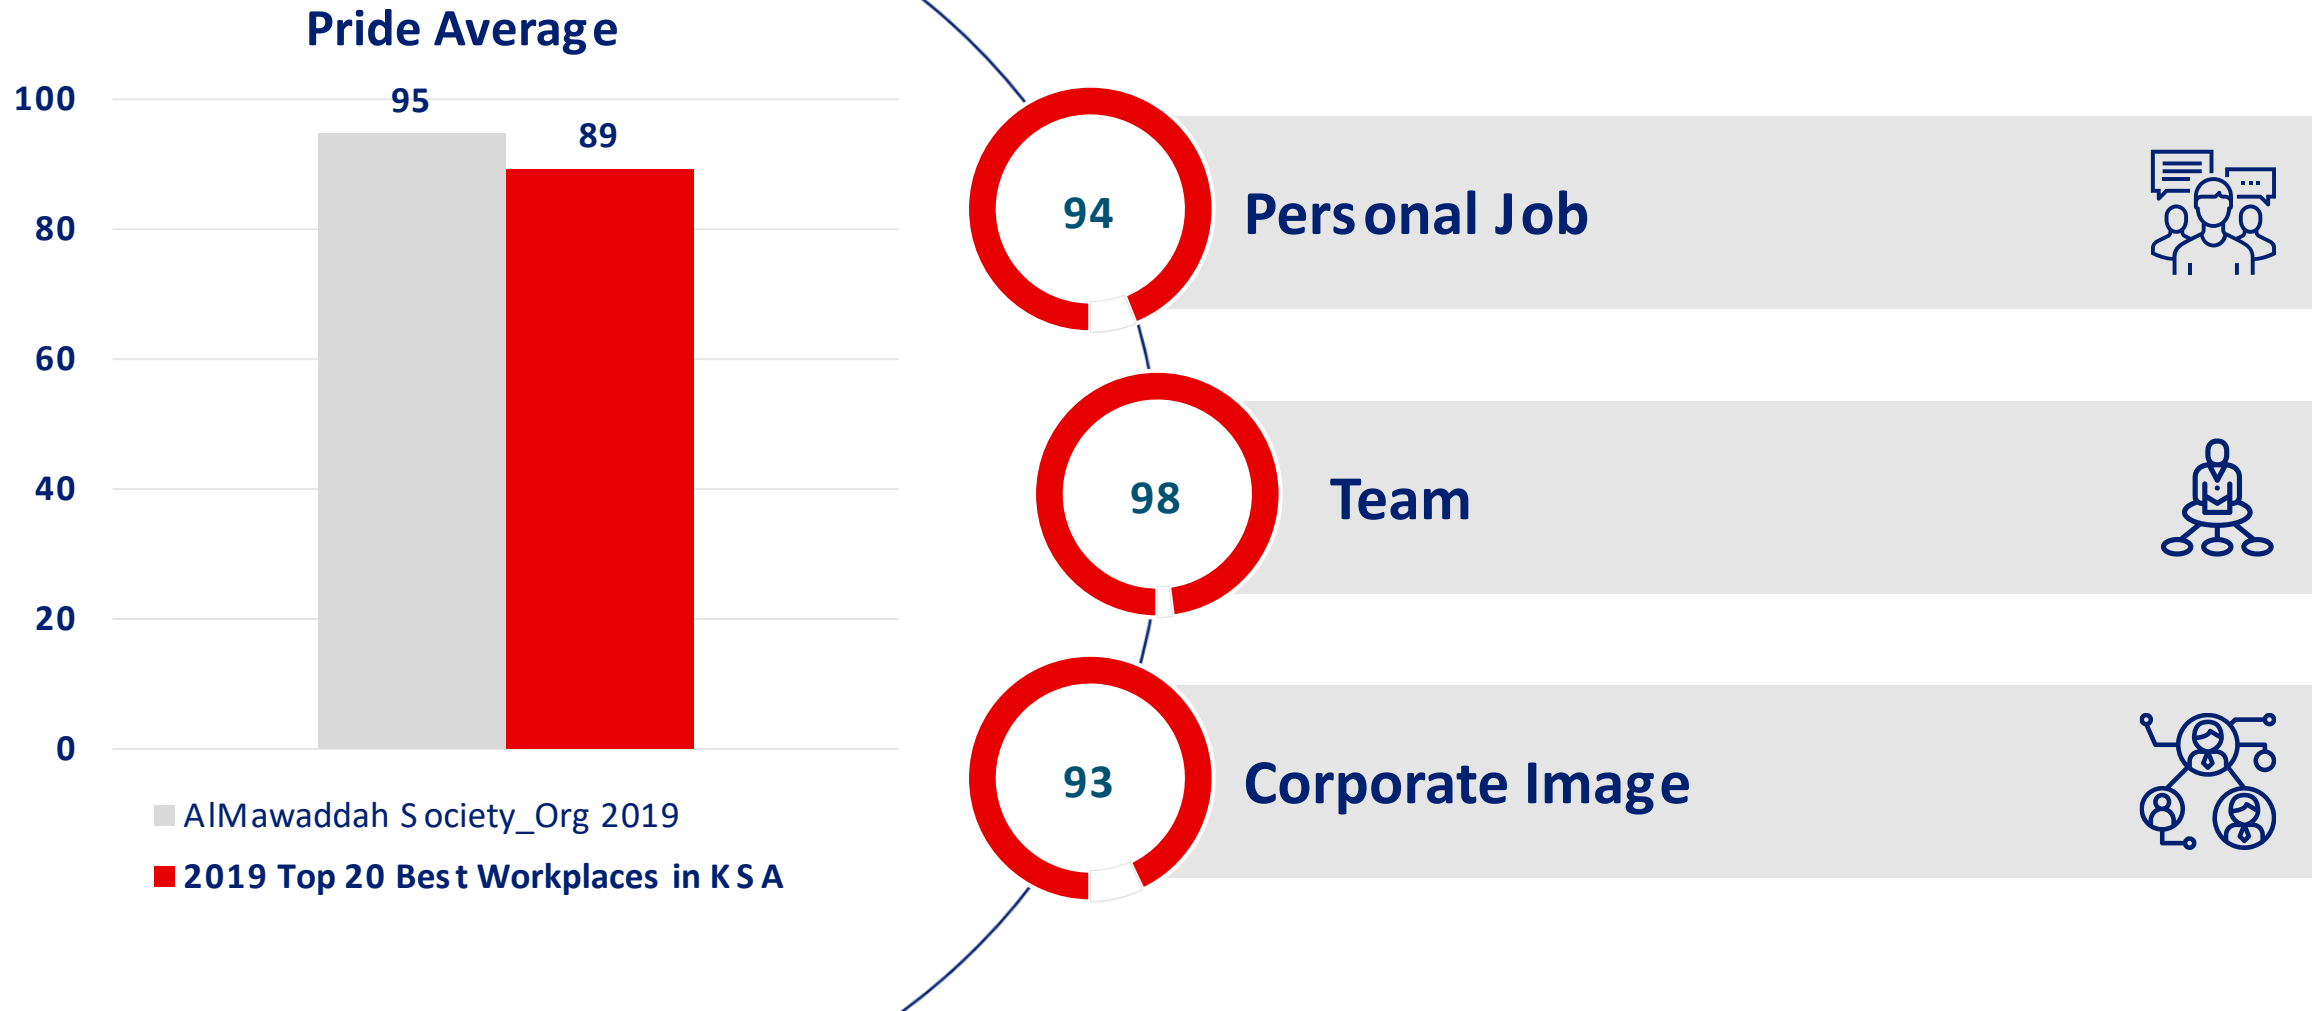 Pride Average
100
80
60
40
20
0
95
89
AlMawaddah Society_Org 2019
2019 Top 20 Best Workplaces in KSA
94
Personal Job
98
Team
93
Corporate Image